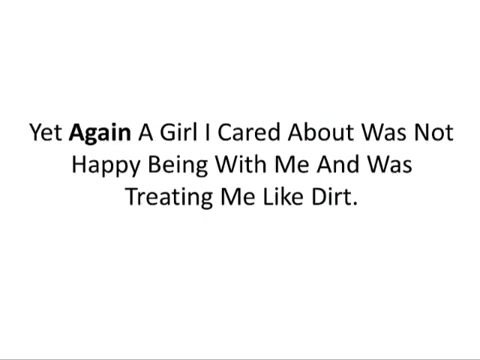 Yet Again A Girl I Cared About Was Not
Happy Being With Me And Was
Treating Me Like Dirt.